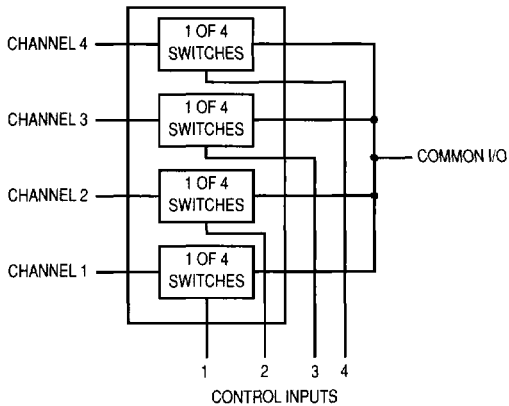 CHANNEL 4
1 OF 4
SWITCHES
CHANNEL 3
1 OF 4
SWITCHES
COMMON I/O
CHANNEL 2
1 OF 4
SWITCHES
CHANNEL 1
1 OF 4
SWITCHES
1 2 3 4
CONTROL INPUTS